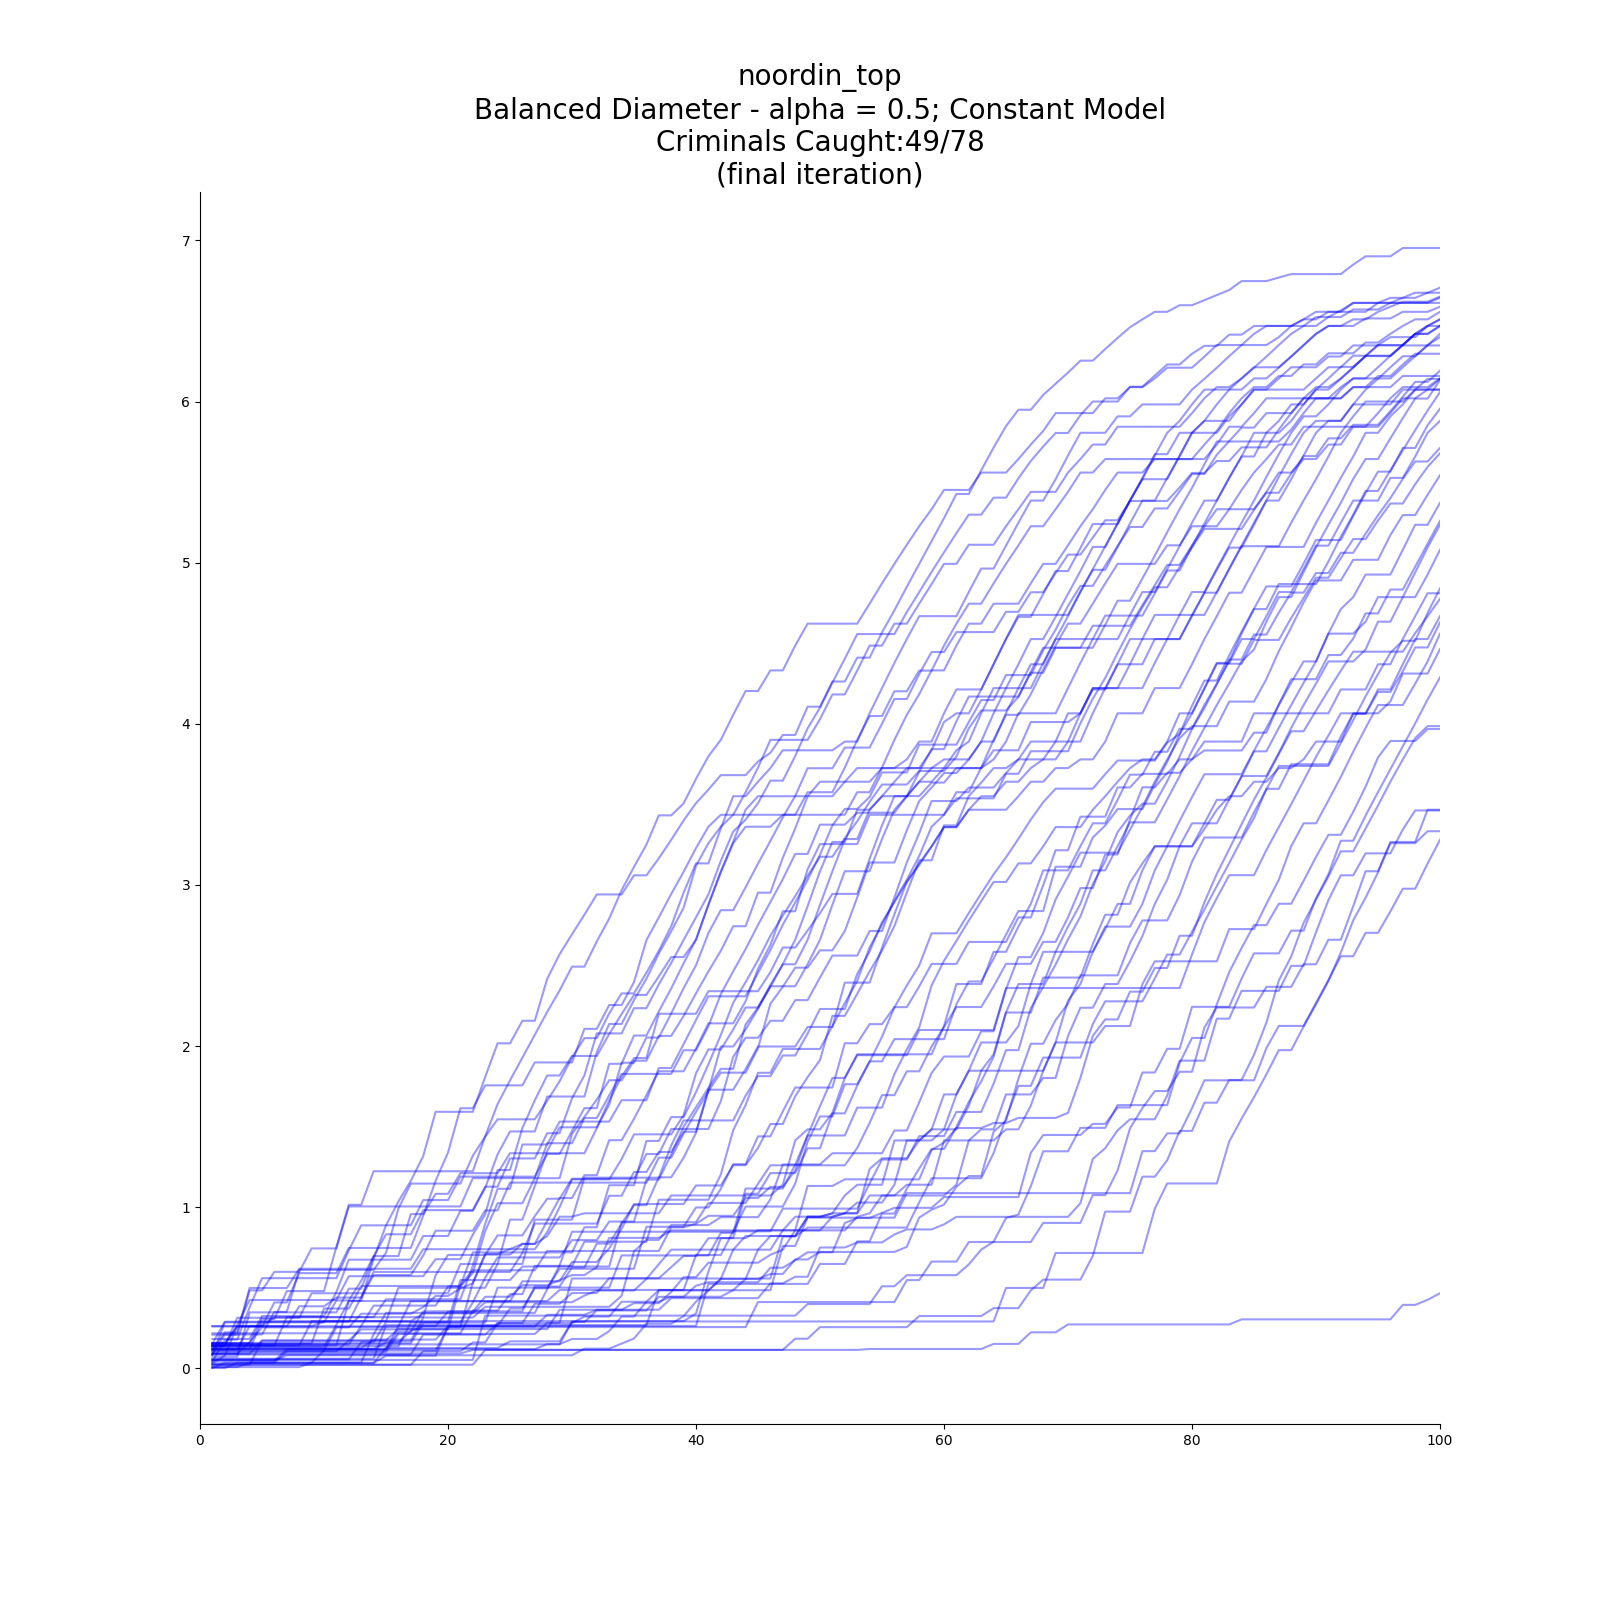 noordin_top
Balanced Diameter - alpha = 0.5; Constant Model
Criminals Caught:49/78
(final iteration)
7
6
5
4
3
2
1
0
0 20 40 60 80 100